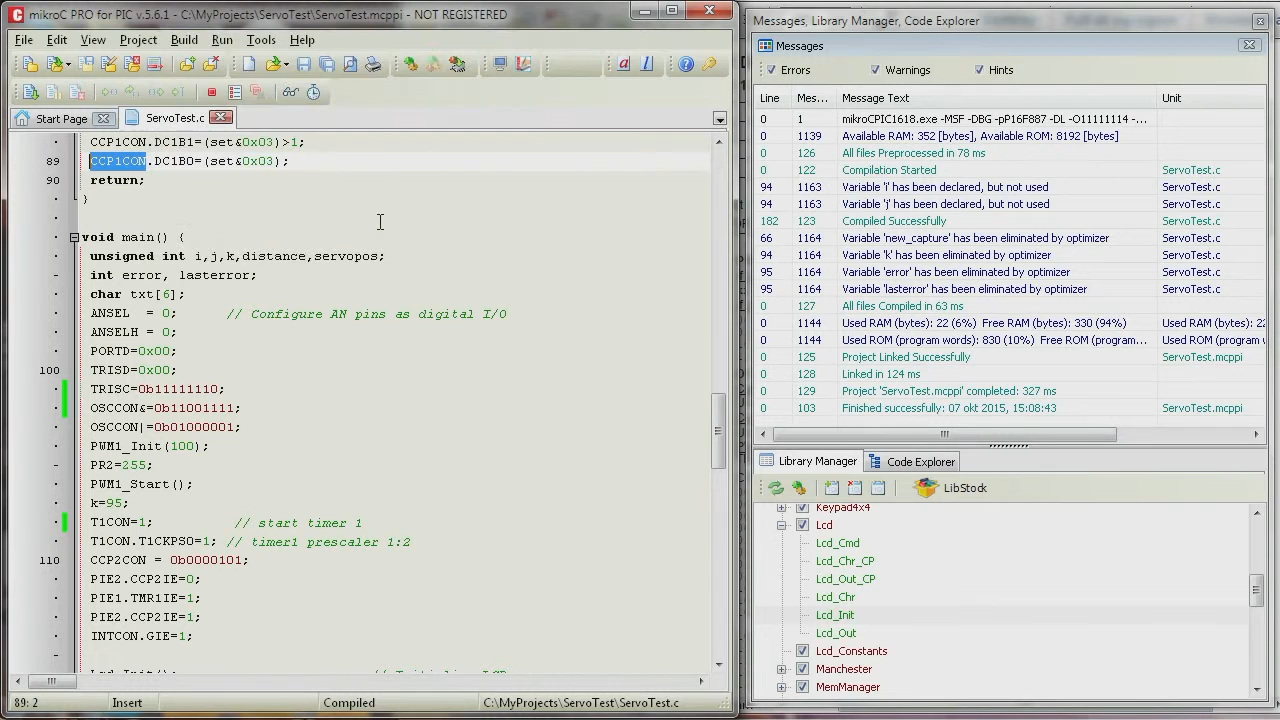 mikroC PRO for PIC v.5.6.1 - C:\MyProjects\ServoTest\ServoTest.mcppi - NOT REGISTERED
File Edit View Project Build Run Tools Help
Start Page ServoTest.c
CCP1CON.DC1B1=(set&0x03)>1;
89 CCP1CON.DC1B0=(set&0x03);
90 return;
}
void main() {
unsigned int i,j,k,distance,servopos;
int error, lasterror;
char txt[6];
ANSEL = 0; // Configure AN pins as digital I/O
ANSELH = 0;
PORTD=0x00;
100 TRISD=0x00;
TRISC=0b11111110;
OSCCON&=0b11001111;
OSCCON|=0b01000001;
PWM1_Init(100);
PR2=255;
PWM1_Start();
k=95;
T1CON=1; // start timer 1
T1CON.T1CKPS0=1; // timer1 prescaler 1:2
110 CCP2CON = 0b0000101;
PIE2.CCP2IE=0;
PIE1.TMR1IE=1;
PIE2.CCP2IE=1;
INTCON.GIE=1;
89: 2 Insert Compiled C:\MyProjects\ServoTest\ServoTest.c
Messages, Library Manager, Code Explorer
Messages
Errors Warnings Hints
Line Mes... Message Text Unit
0 1 mikroCPIC1618.exe -MSF -DBG -pP16F887 -DL -O11111114 -
0 1139 Available RAM: 352 [bytes], Available ROM: 8192 [bytes]
0 126 All files Preprocessed in 78 ms
0 122 Compilation Started ServoTest.c
94 1163 Variable 'i' has been declared, but not used ServoTest.c
94 1163 Variable 'j' has been declared, but not used ServoTest.c
182 123 Compiled Successfully ServoTest.c
66 1164 Variable 'new_capture' has been eliminated by optimizer ServoTest.c
94 1164 Variable 'k' has been eliminated by optimizer ServoTest.c
95 1164 Variable 'error' has been eliminated by optimizer ServoTest.c
95 1164 Variable 'lasterror' has been eliminated by optimizer ServoTest.c
0 127 All files Compiled in 63 ms
0 1144 Used RAM (bytes): 22 (6%) Free RAM (bytes): 330 (94%) Used RAM (bytes): 22
0 1144 Used ROM (program words): 830 (10%) Free ROM (program... Used ROM (program w
0 125 Project Linked Successfully ServoTest.mcppi
0 128 Linked in 124 ms
0 129 Project 'ServoTest.mcppi' completed: 327 ms
0 103 Finished successfully: 07 okt 2015, 15:08:43 ServoTest.mcppi
Library Manager Code Explorer
LibStock
Keypad4x4
Lcd
Lcd_Cmd
Lcd_Chr_CP
Lcd_Out_CP
Lcd_Chr
Lcd_Init
Lcd_Out
Lcd_Constants
Manchester
MemManager